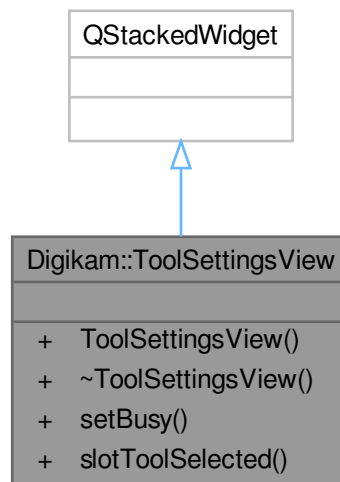 QStackedWidget
Digikam::ToolSettingsView
+ ToolSettingsView()
+ ~ToolSettingsView()
+ setBusy()
+ slotToolSelected()